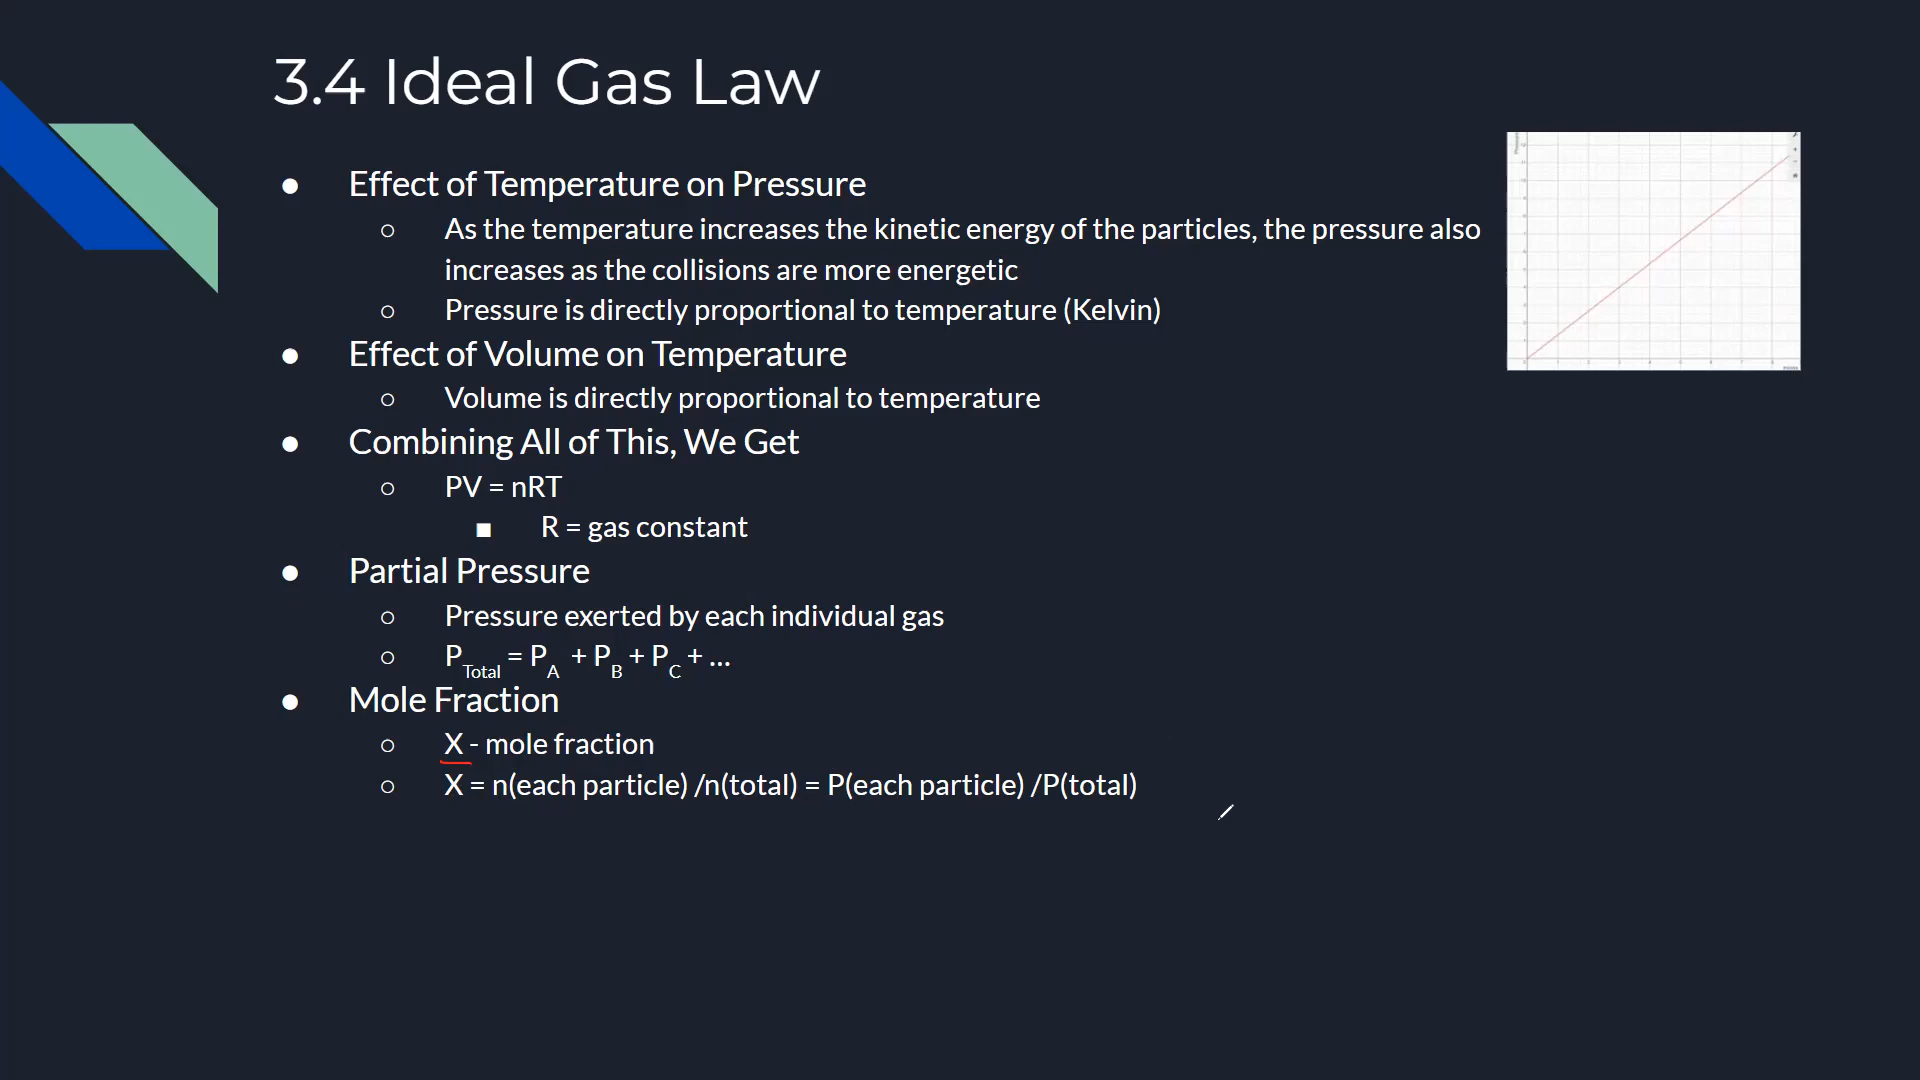 3.4 Ideal Gas Law
● Effect of Temperature on Pressure
○ As the temperature increases the kinetic energy of the particles, the pressure also
increases as the collisions are more energetic
○ Pressure is directly proportional to temperature (Kelvin)
● Effect of Volume on Temperature
○ Volume is directly proportional to temperature
● Combining All of This, We Get
○ PV = nRT
■ R = gas constant
● Partial Pressure
○ Pressure exerted by each individual gas
○ P_Total = P_A + P_B + P_C + ...
● Mole Fraction
○ X - mole fraction
○ X = n(each particle) /n(total) = P(each particle) /P(total)